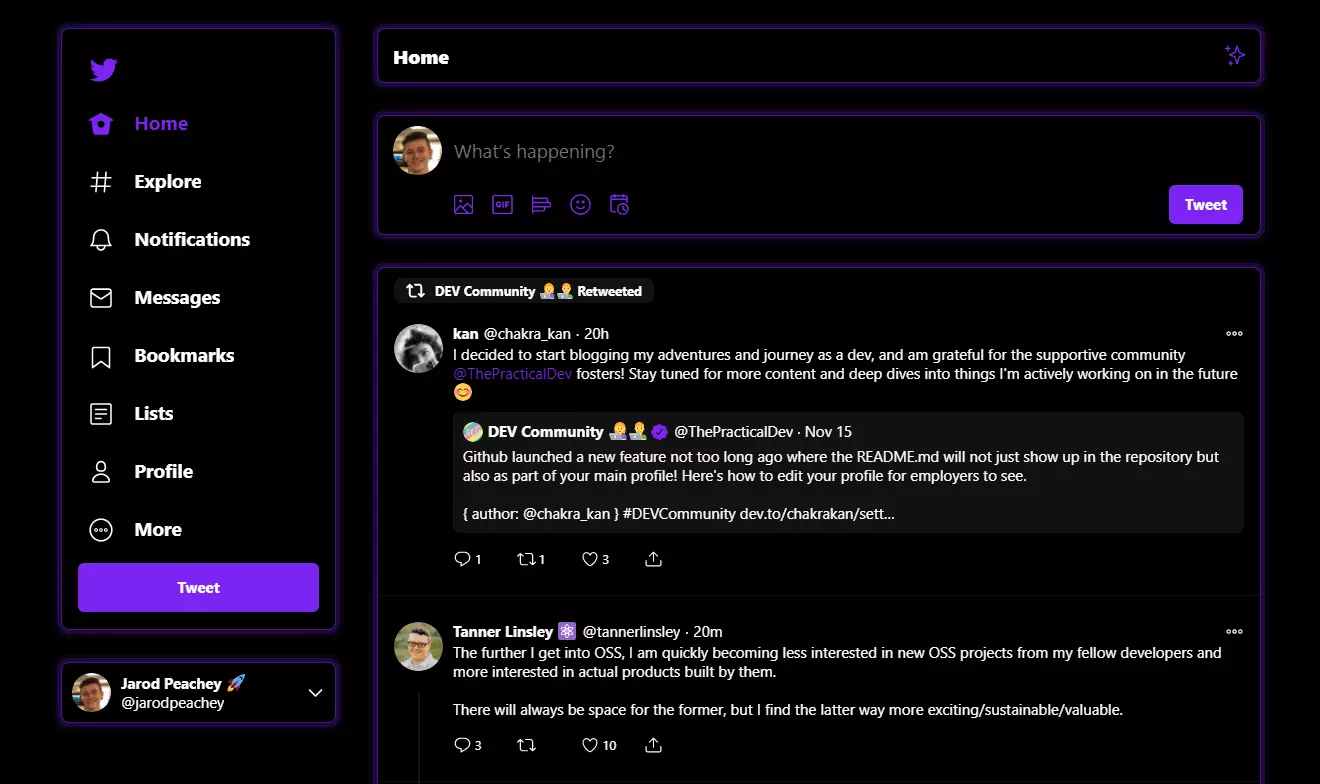 Home
Explore
Notifications
Messages
Bookmarks
Lists
Profile
More
Tweet
Jarod Peachey 🚀
@jarodpeachey
Home
What's happening?
GIF
Tweet
DEV Community 👩‍💻👨‍💻 Retweeted
kan @chakra_kan · 20h
I decided to start blogging my adventures and journey as a dev, and am grateful for the supportive community
@ThePracticalDev fosters! Stay tuned for more content and deep dives into things I'm actively working on in the future
😊
DEV Community 👩‍💻👨‍💻 @ThePracticalDev · Nov 15
Github launched a new feature not too long ago where the README.md will not just show up in the repository but
also as part of your main profile! Here's how to edit your profile for employers to see.
{ author: @chakra_kan } #DEVCommunity dev.to/chakrakan/sett...
1 1 3
Tanner Linsley ⚛ @tannerlinsley · 20m
The further I get into OSS, I am quickly becoming less interested in new OSS projects from my fellow developers and
more interested in actual products built by them.
There will always be space for the former, but I find the latter way more exciting/sustainable/valuable.
3 10